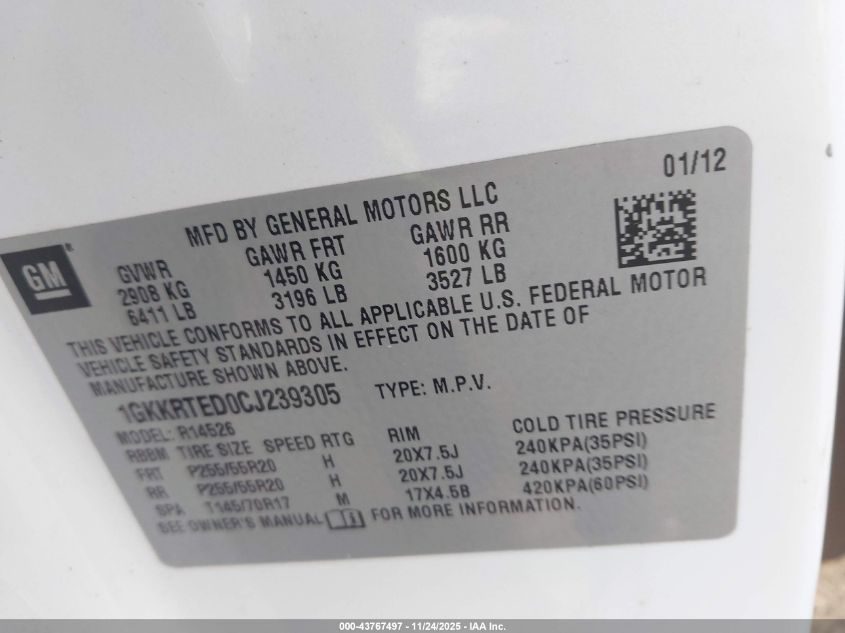 01/12
MFD BY GENERAL MOTORS LLC
GM®
GVWR GAWR FRT GAWR RR
2908 KG 1450 KG 1600 KG
6411 LB 3196 LB 3527 LB
THIS VEHICLE CONFORMS TO ALL APPLICABLE U.S. FEDERAL MOTOR
VEHICLE SAFETY STANDARDS IN EFFECT ON THE DATE OF
MANUFACTURE SHOWN ABOVE.
1GKKRTED0CJ239305 TYPE: M.P.V.
MODEL: R14526
RBBM TIRE SIZE SPEED RTG RIM COLD TIRE PRESSURE
FRT P255/55R20 H 20X7.5J 240KPA(35PSI)
RR P255/55R20 H 20X7.5J 240KPA(35PSI)
SPA T145/70R17 M 17X4.5B 420KPA(60PSI)
SEE OWNER'S MANUAL FOR MORE INFORMATION.
000-43767497 - 11/24/2025 - IAA Inc.